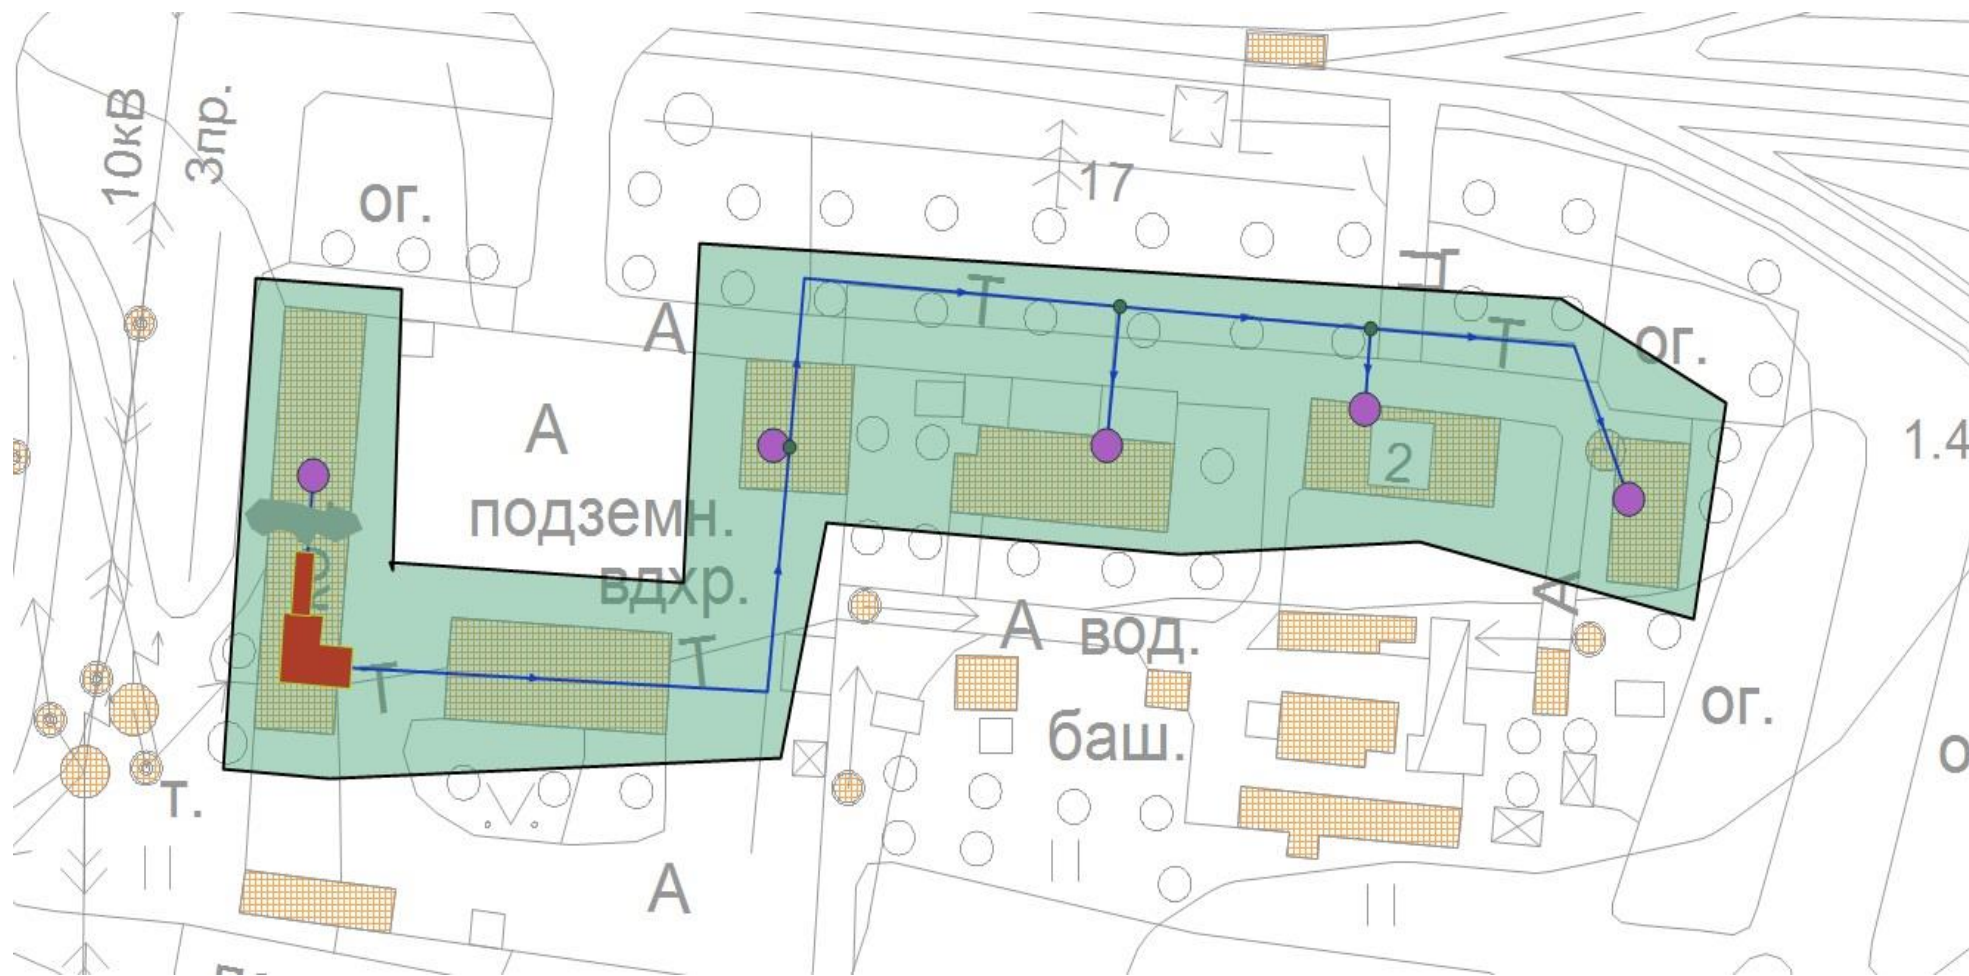 10кВ
3пр.
ог.
17
Ц
А
Т
Т
ог.
А
2
1.4
подземн.
вдхр.
А
А
вод.
Т
Т
ог.
баш.
т.
А